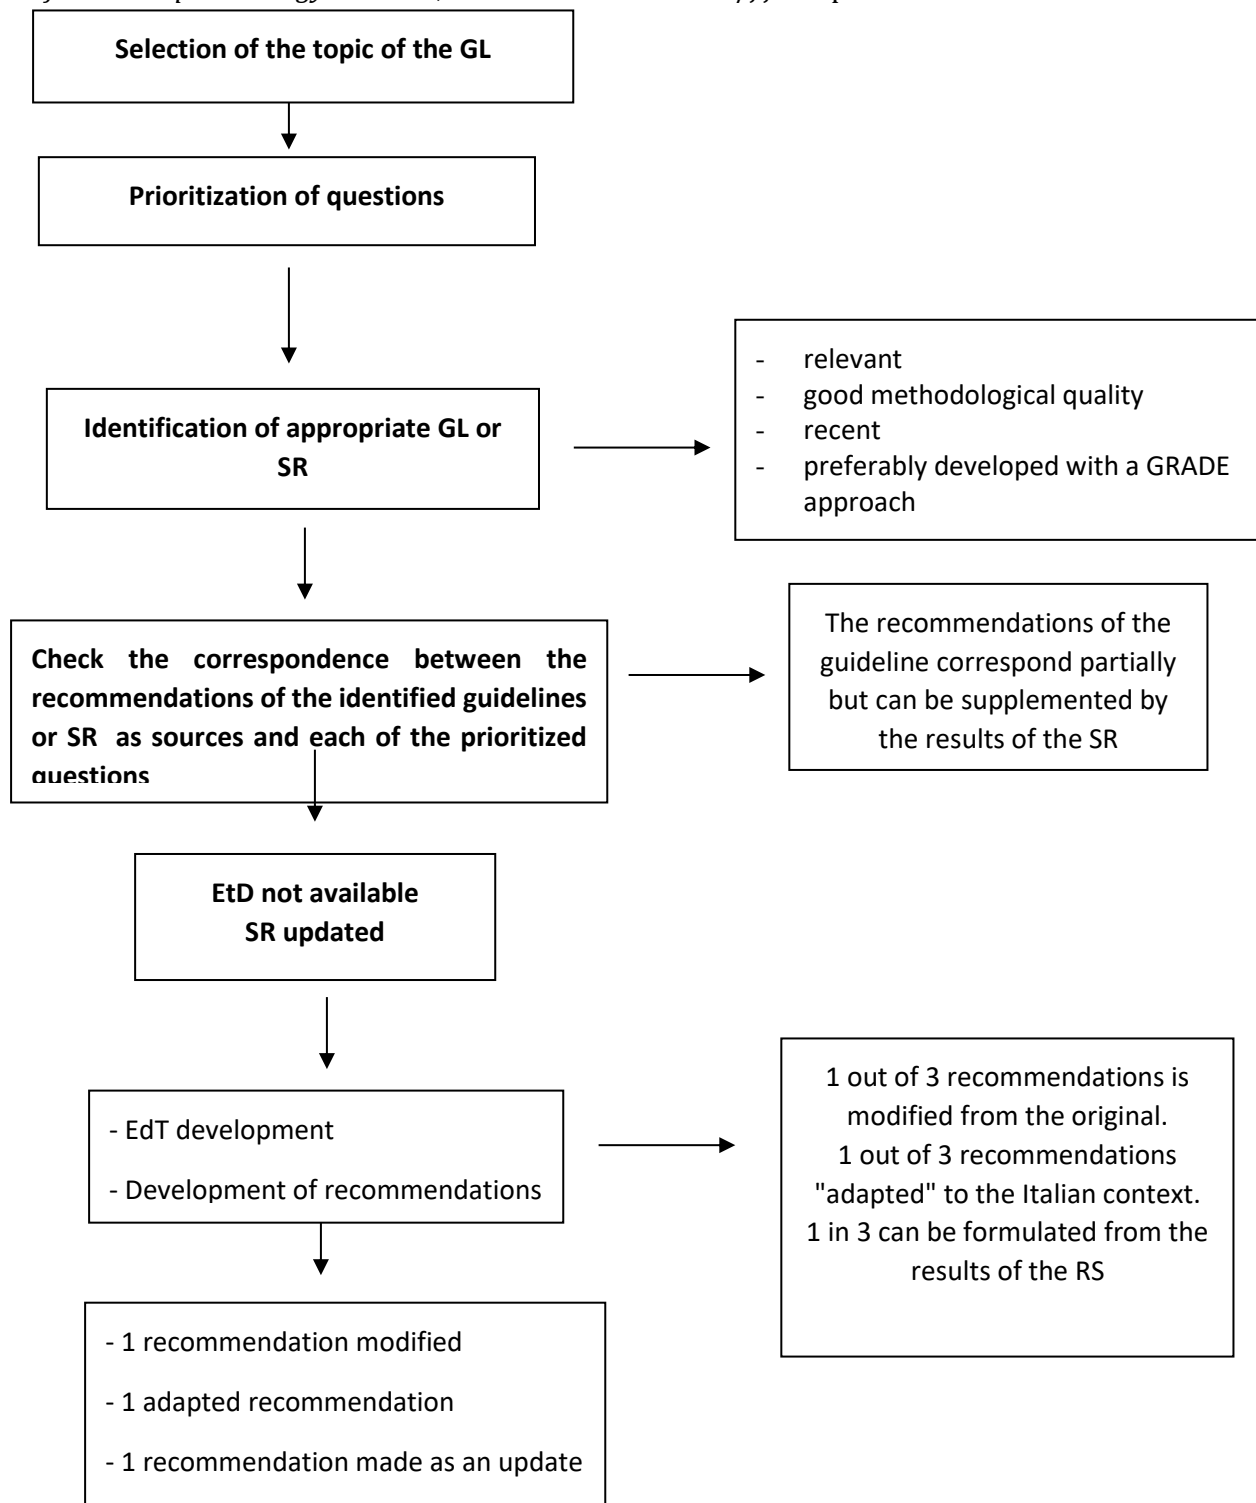 Selection of the topic of the GL
Prioritization of questions
Identification of appropriate GL or
SR
- relevant
- good methodological quality
- recent
- preferably developed with a GRADE
approach
Check the correspondence between the
recommendations of the identified guidelines
or SR as sources and each of the prioritized
questions
The recommendations of the
guideline correspond partially
but can be supplemented by
the results of the SR
EtD not available
SR updated
- EdT development
- Development of recommendations
1 out of 3 recommendations is
modified from the original.
1 out of 3 recommendations
"adapted" to the Italian context.
1 in 3 can be formulated from the
results of the RS
- 1 recommendation modified
- 1 adapted recommendation
- 1 recommendation made as an update